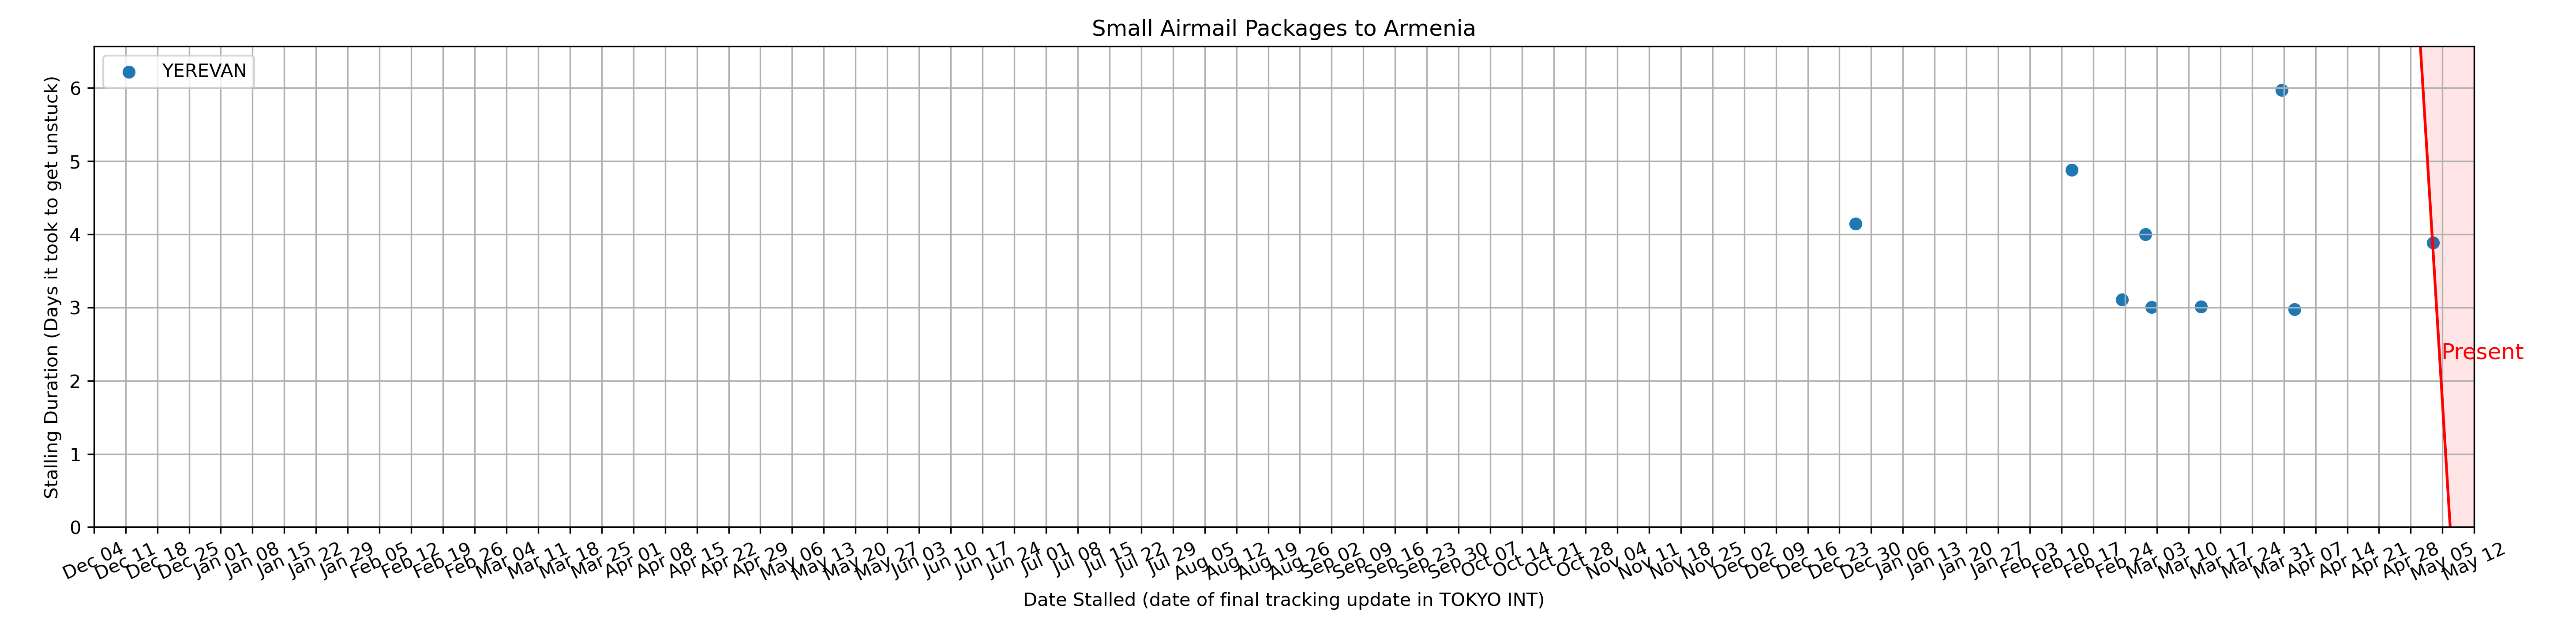 Small Airmail Packages to Armenia
YEREVAN
Stalling Duration (Days it took to get unstuck)
6
5
4
3
2
1
0
Present
Dec 04
Dec 11
Dec 18
Dec 25
Jan 01
Jan 08
Jan 15
Jan 22
Jan 29
Feb 05
Feb 12
Feb 19
Feb 26
Mar 04
Mar 11
Mar 18
Mar 25
Apr 01
Apr 08
Apr 15
Apr 22
Apr 29
May 06
May 13
May 20
May 27
Jun 03
Jun 10
Jun 17
Jun 24
Jul 01
Jul 08
Jul 15
Jul 22
Jul 29
Aug 05
Aug 12
Aug 19
Aug 26
Sep 02
Sep 09
Sep 16
Sep 23
Sep 30
Oct 07
Oct 14
Oct 21
Oct 28
Nov 04
Nov 11
Nov 18
Nov 25
Dec 02
Dec 09
Dec 16
Dec 23
Dec 30
Jan 06
Jan 13
Jan 20
Jan 27
Feb 03
Feb 10
Feb 17
Feb 24
Mar 03
Mar 10
Mar 17
Mar 24
Mar 31
Apr 07
Apr 14
Apr 21
Apr 28
May 05
May 12
Date Stalled (date of final tracking update in TOKYO INT)